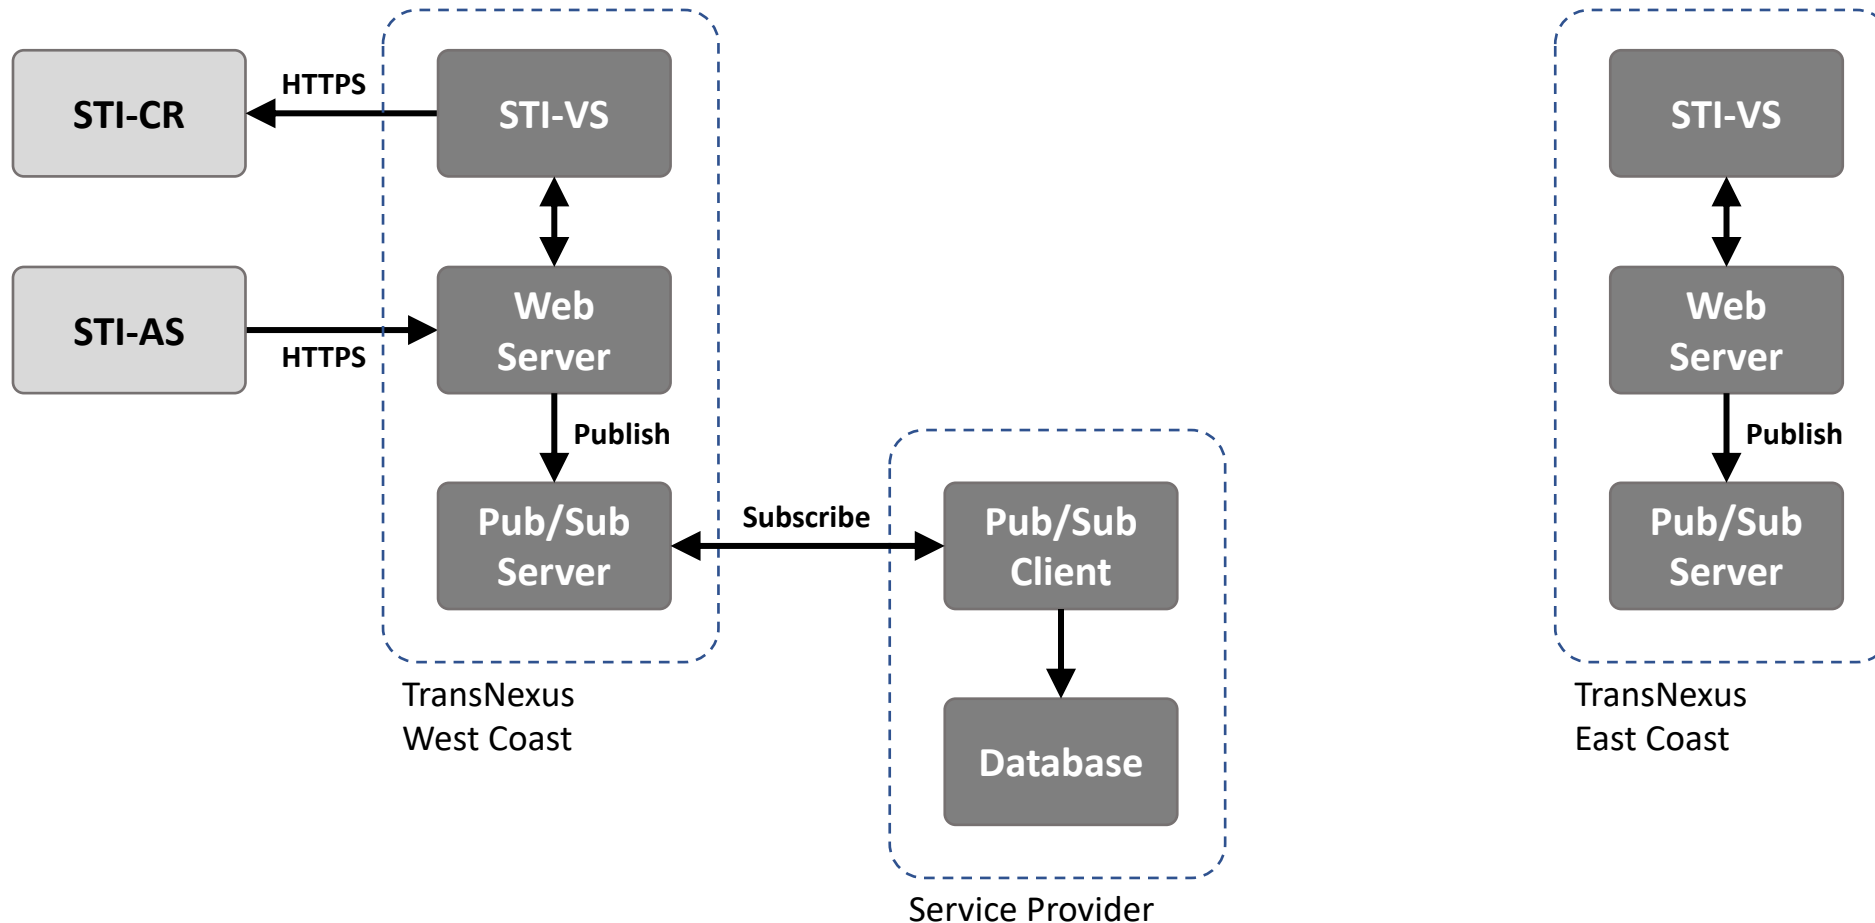 HTTPS
STI-CR
STI-VS
STI-VS
STI-AS
HTTPS
Web
Server
Web
Server
Publish
Publish
Pub/Sub
Server
Subscribe
Pub/Sub
Client
Pub/Sub
Server
TransNexus
West Coast
Database
TransNexus
East Coast
Service Provider